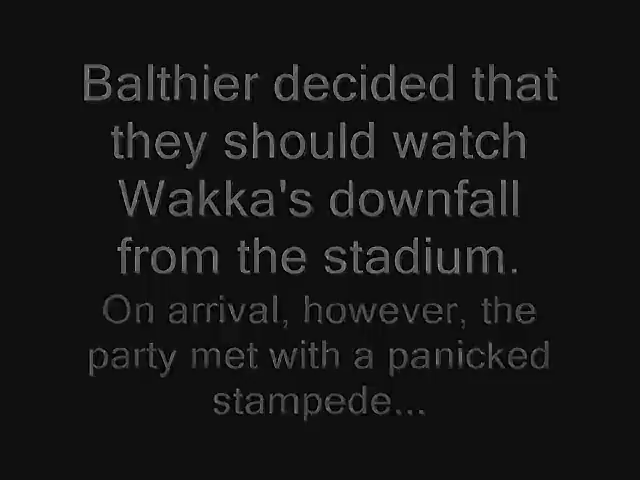 Balthier decided that
they should watch
Wakka's downfall
from the stadium.
On arrival, however, the
party met with a panicked
stampede...